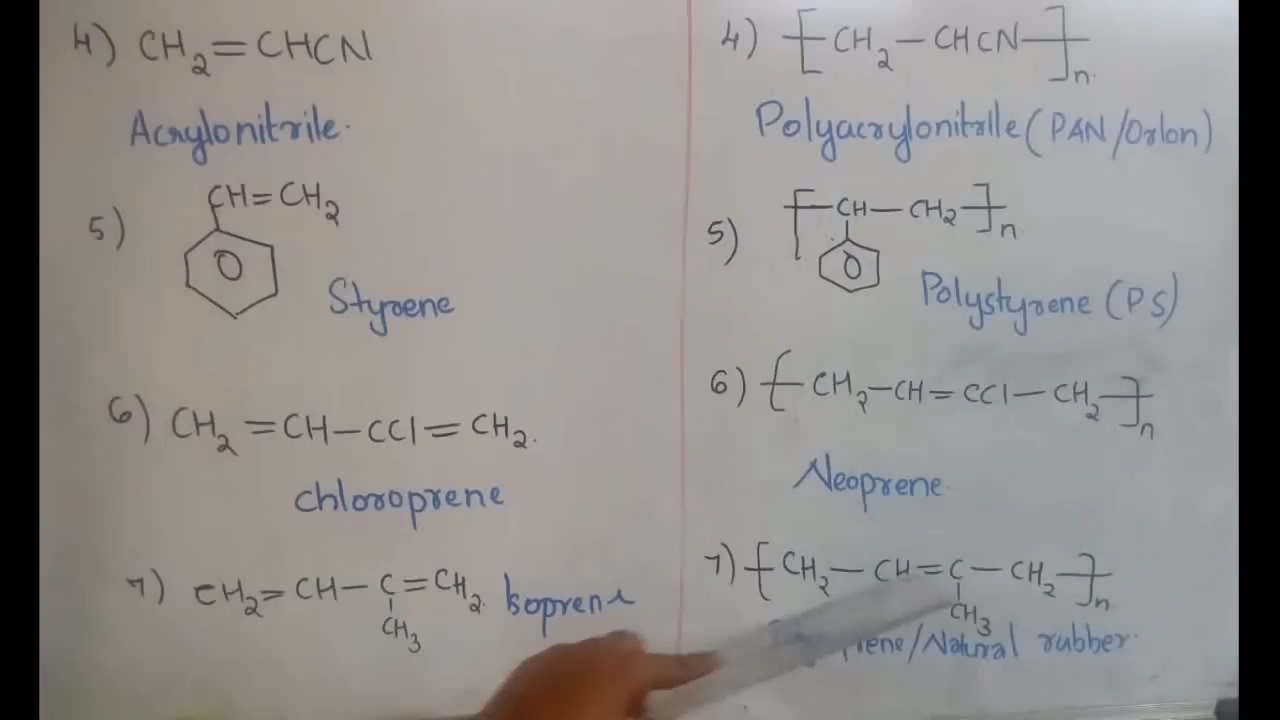 4) CH₂=CHCN
Acrylonitrile.
5) CH=CH₂
Styrene
6) CH₂=CH-CCl=CH₂.
chloroprene
7) CH₂=CH-C=CH₂ Isoprene
CH₃
4) [CH₂-CHCN]n
Polyacrylonitrile (PAN/Orlon)
5) [CH-CH₂]n
Polystyrene (PS)
6) [CH₂-CH=CCl-CH₂]n
Neoprene
7) [CH₂-CH=C-CH₂]n
CH₃
/Natural rubber